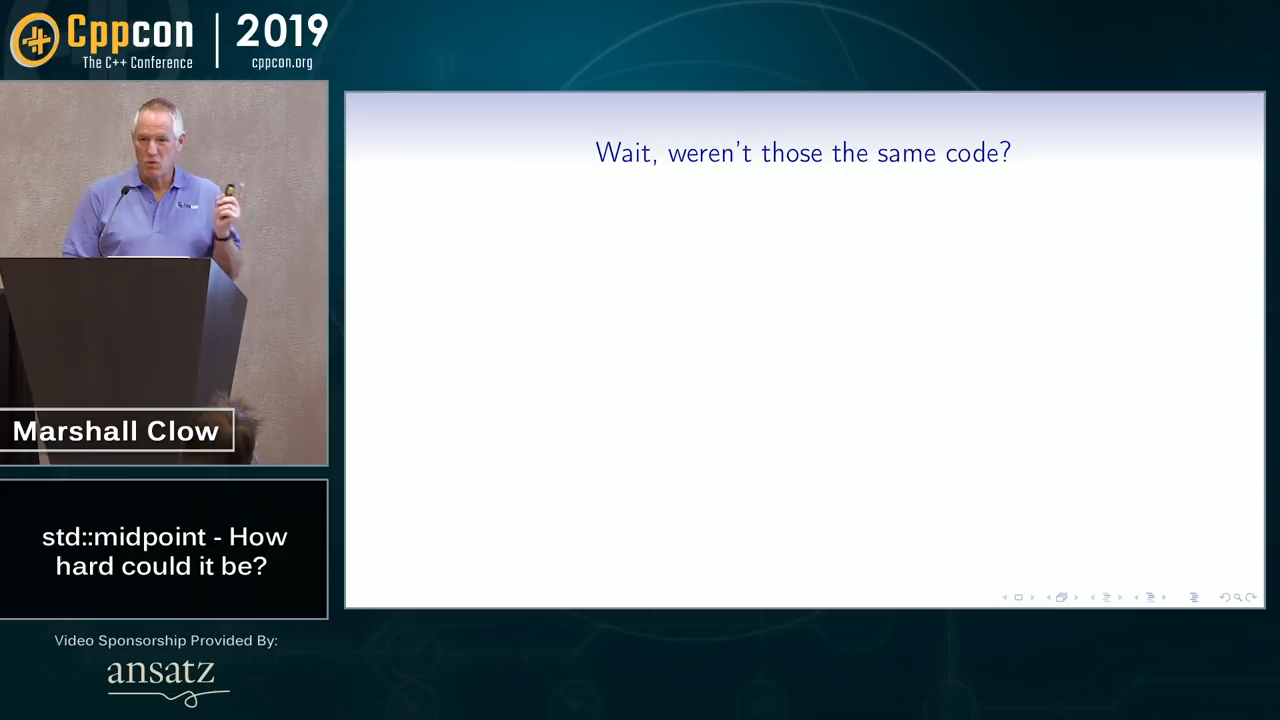 Cppcon
The C++ Conference
2019
cppcon.org
Wait, weren't those the same code?
Marshall Clow
std::midpoint - How
hard could it be?
Video Sponsorship Provided By:
ansatz